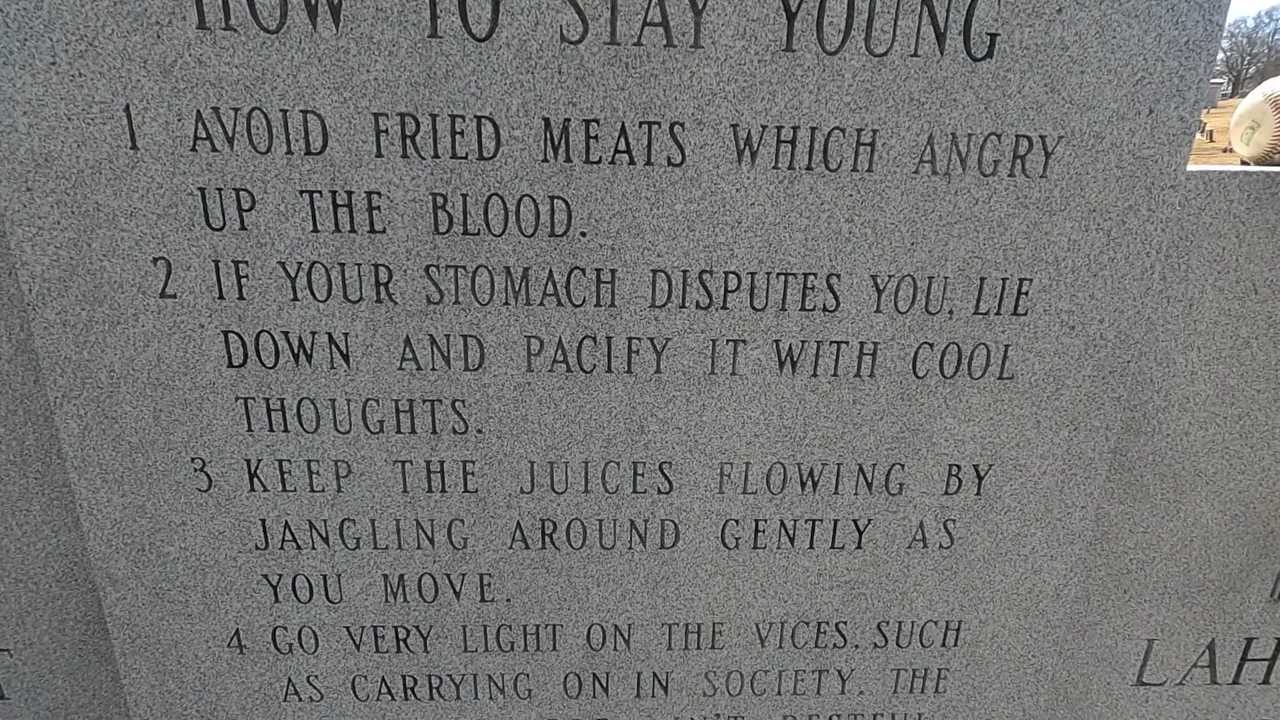 HOW TO STAY YOUNG
1 AVOID FRIED MEATS WHICH ANGRY
UP THE BLOOD.
2 IF YOUR STOMACH DISPUTES YOU, LIE
DOWN AND PACIFY IT WITH COOL
THOUGHTS.
3 KEEP THE JUICES FLOWING BY
JANGLING AROUND GENTLY AS
YOU MOVE.
4 GO VERY LIGHT ON THE VICES, SUCH
AS CARRYING ON IN SOCIETY. THE
LAH